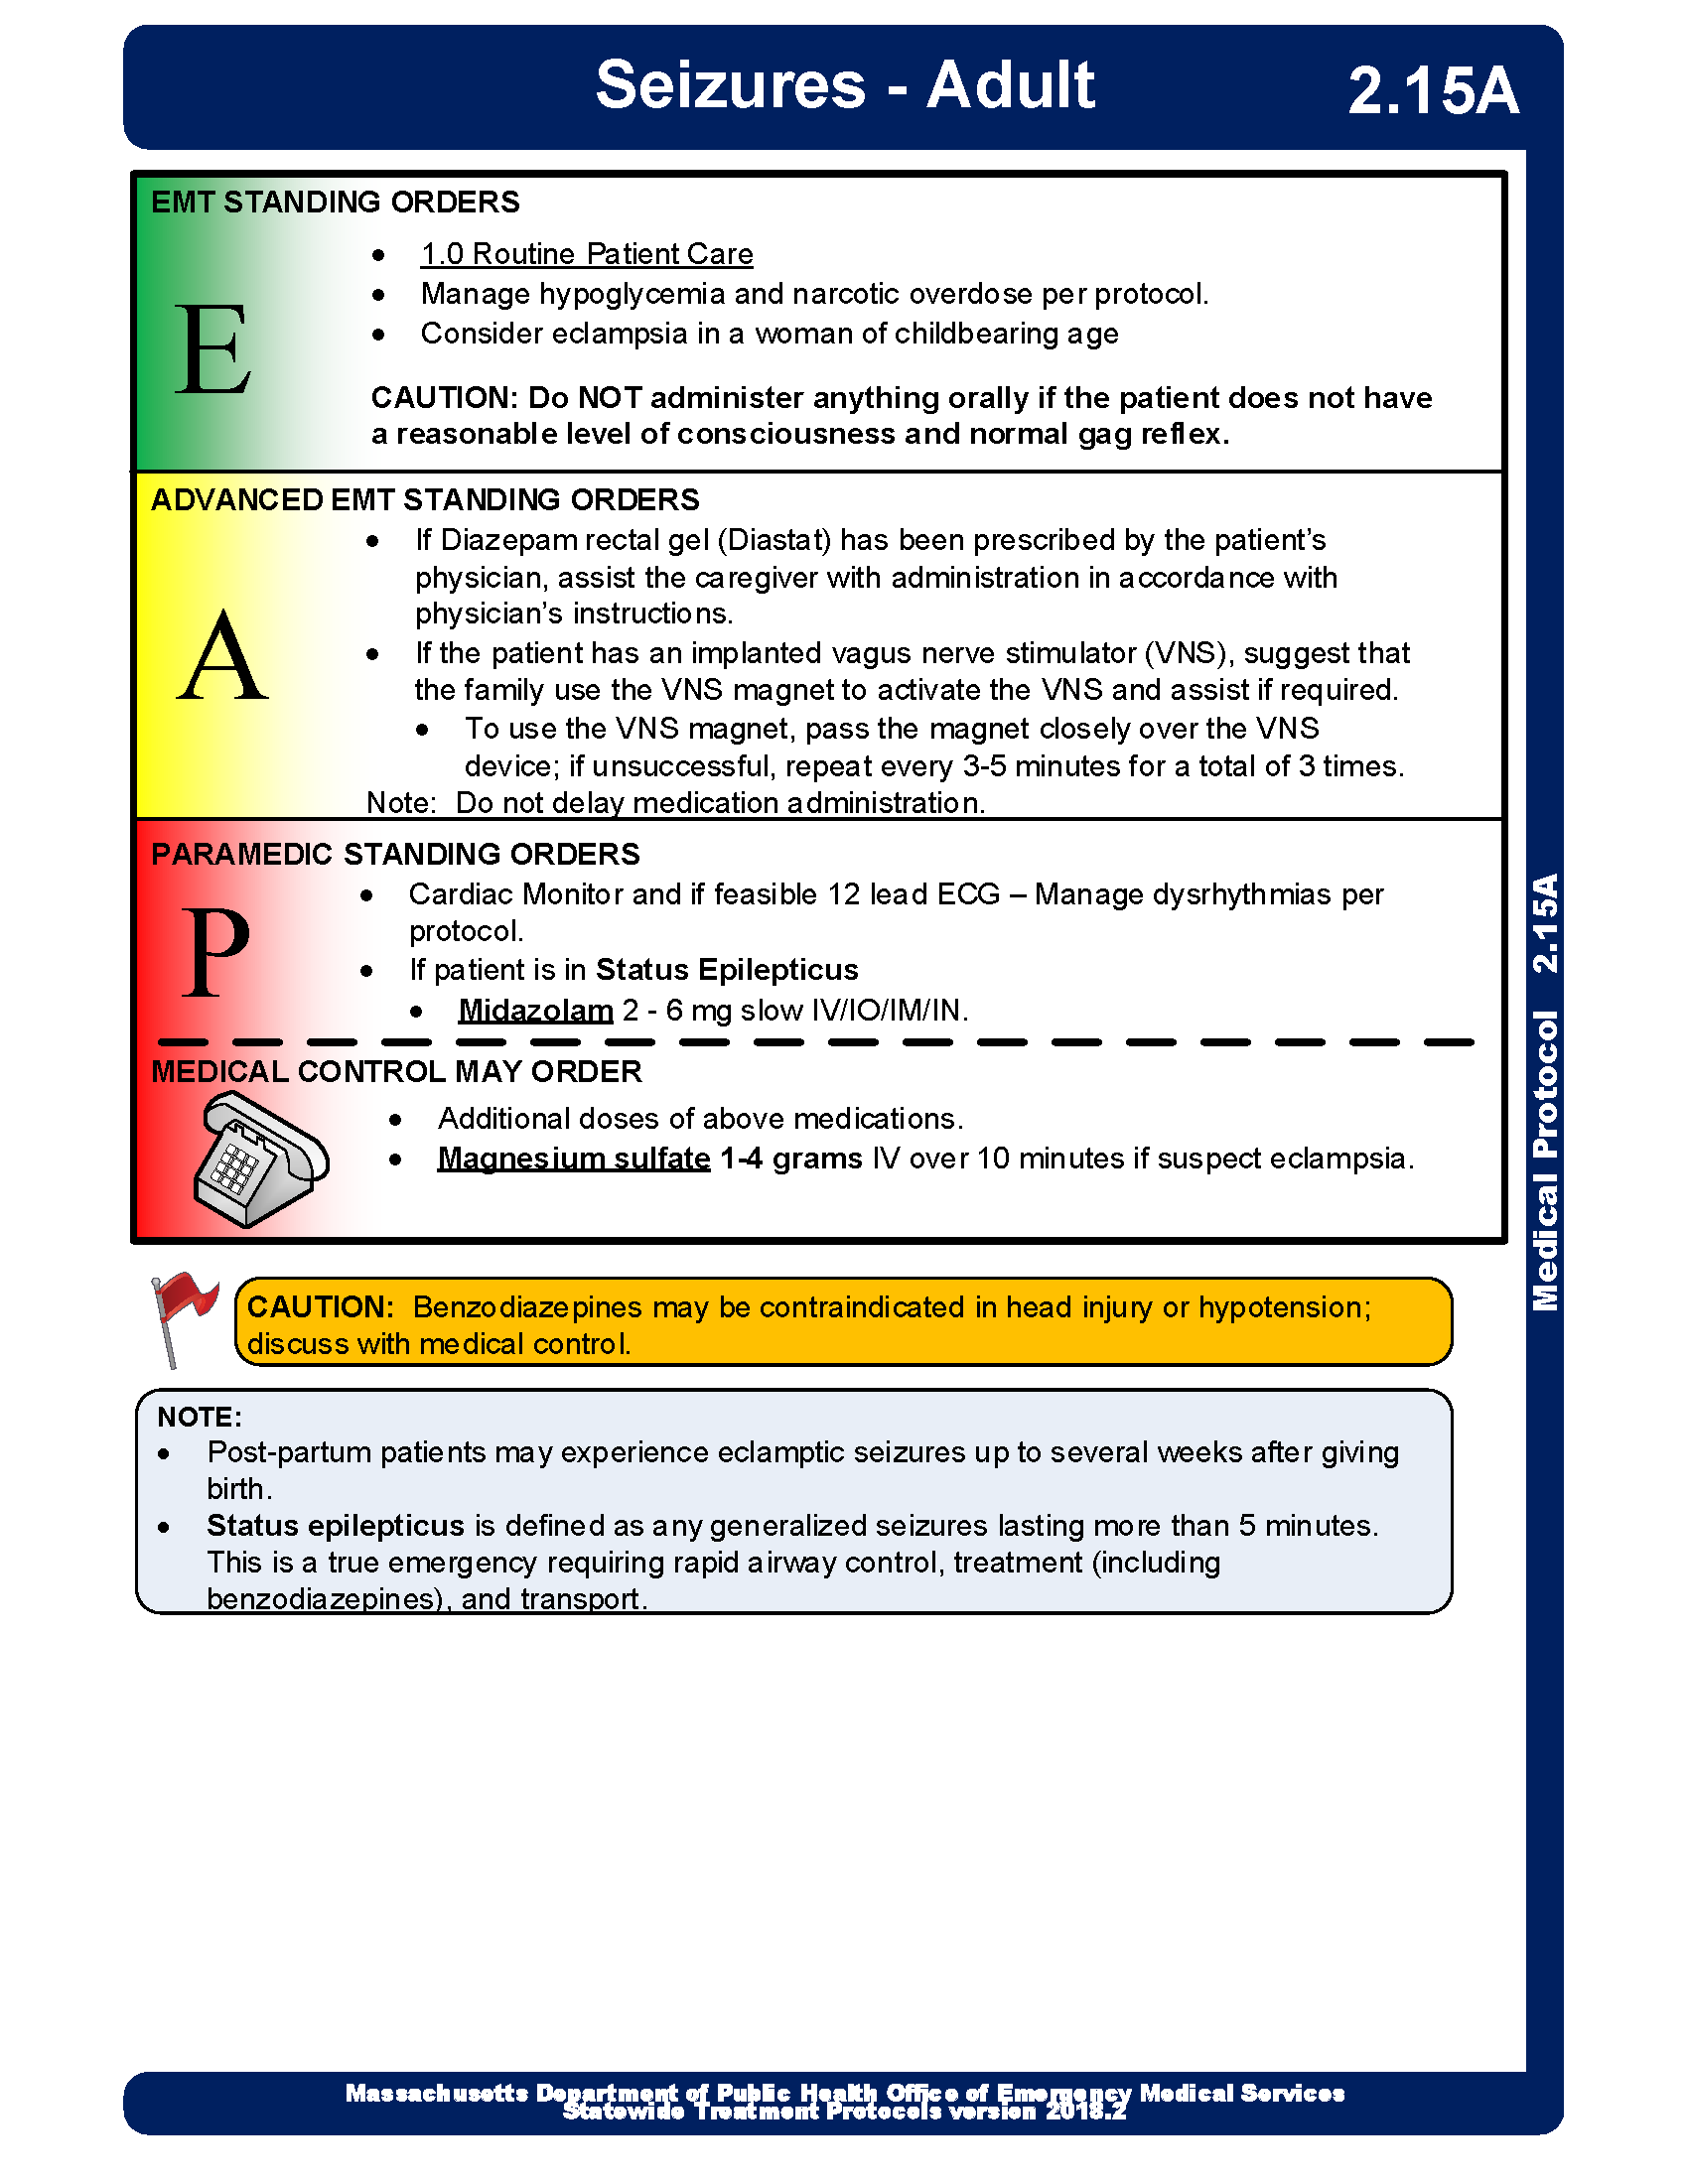 Seizures - Adult
2.15A
EMT STANDING ORDERS
E
• 1.0 Routine Patient Care
• Manage hypoglycemia and narcotic overdose per protocol.
• Consider eclampsia in a woman of childbearing age
CAUTION: Do NOT administer anything orally if the patient does not have
a reasonable level of consciousness and normal gag reflex.
ADVANCED EMT STANDING ORDERS
A
• If Diazepam rectal gel (Diastat) has been prescribed by the patient’s
physician, assist the caregiver with administration in accordance with
physician’s instructions.
• If the patient has an implanted vagus nerve stimulator (VNS), suggest that
the family use the VNS magnet to activate the VNS and assist if required.
• To use the VNS magnet, pass the magnet closely over the VNS
device; if unsuccessful, repeat every 3-5 minutes for a total of 3 times.
Note: Do not delay medication administration.
PARAMEDIC STANDING ORDERS
P
• Cardiac Monitor and if feasible 12 lead ECG – Manage dysrhythmias per
protocol.
• If patient is in Status Epilepticus
• Midazolam 2 - 6 mg slow IV/IO/IM/IN.
MEDICAL CONTROL MAY ORDER
• Additional doses of above medications.
• Magnesium sulfate 1-4 grams IV over 10 minutes if suspect eclampsia.
CAUTION: Benzodiazepines may be contraindicated in head injury or hypotension;
discuss with medical control.
NOTE:
• Post-partum patients may experience eclamptic seizures up to several weeks after giving
birth.
• Status epilepticus is defined as any generalized seizures lasting more than 5 minutes.
This is a true emergency requiring rapid airway control, treatment (including
benzodiazepines), and transport.
Medical Protocol 2.15A
Massachusetts Department of Public Health Office of Emergency Medical Services
Statewide Treatment Protocols version 2018.2